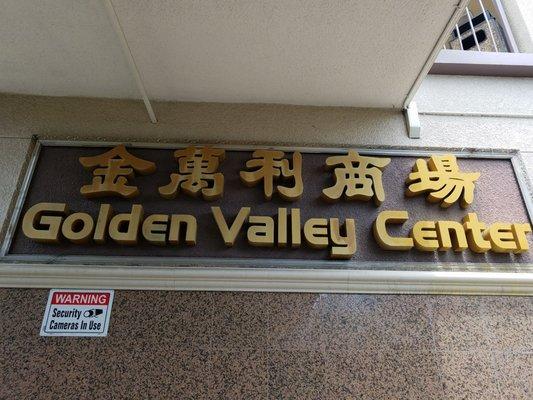 金萬利商場
Golden Valley Center
WARNING
Security
Cameras In Use